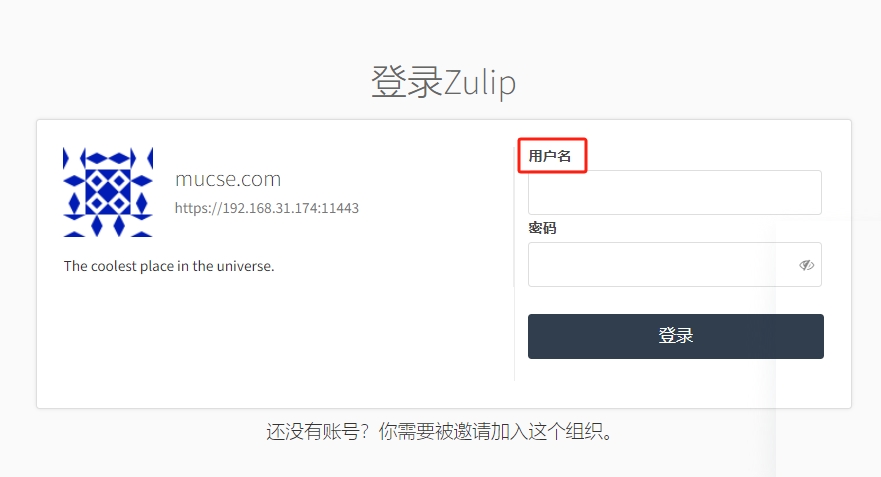 登录Zulip
mucse.com
https://192.168.31.174:11443
The coolest place in the universe.
用户名
密码
登录
还没有账号？你需要被邀请加入这个组织。